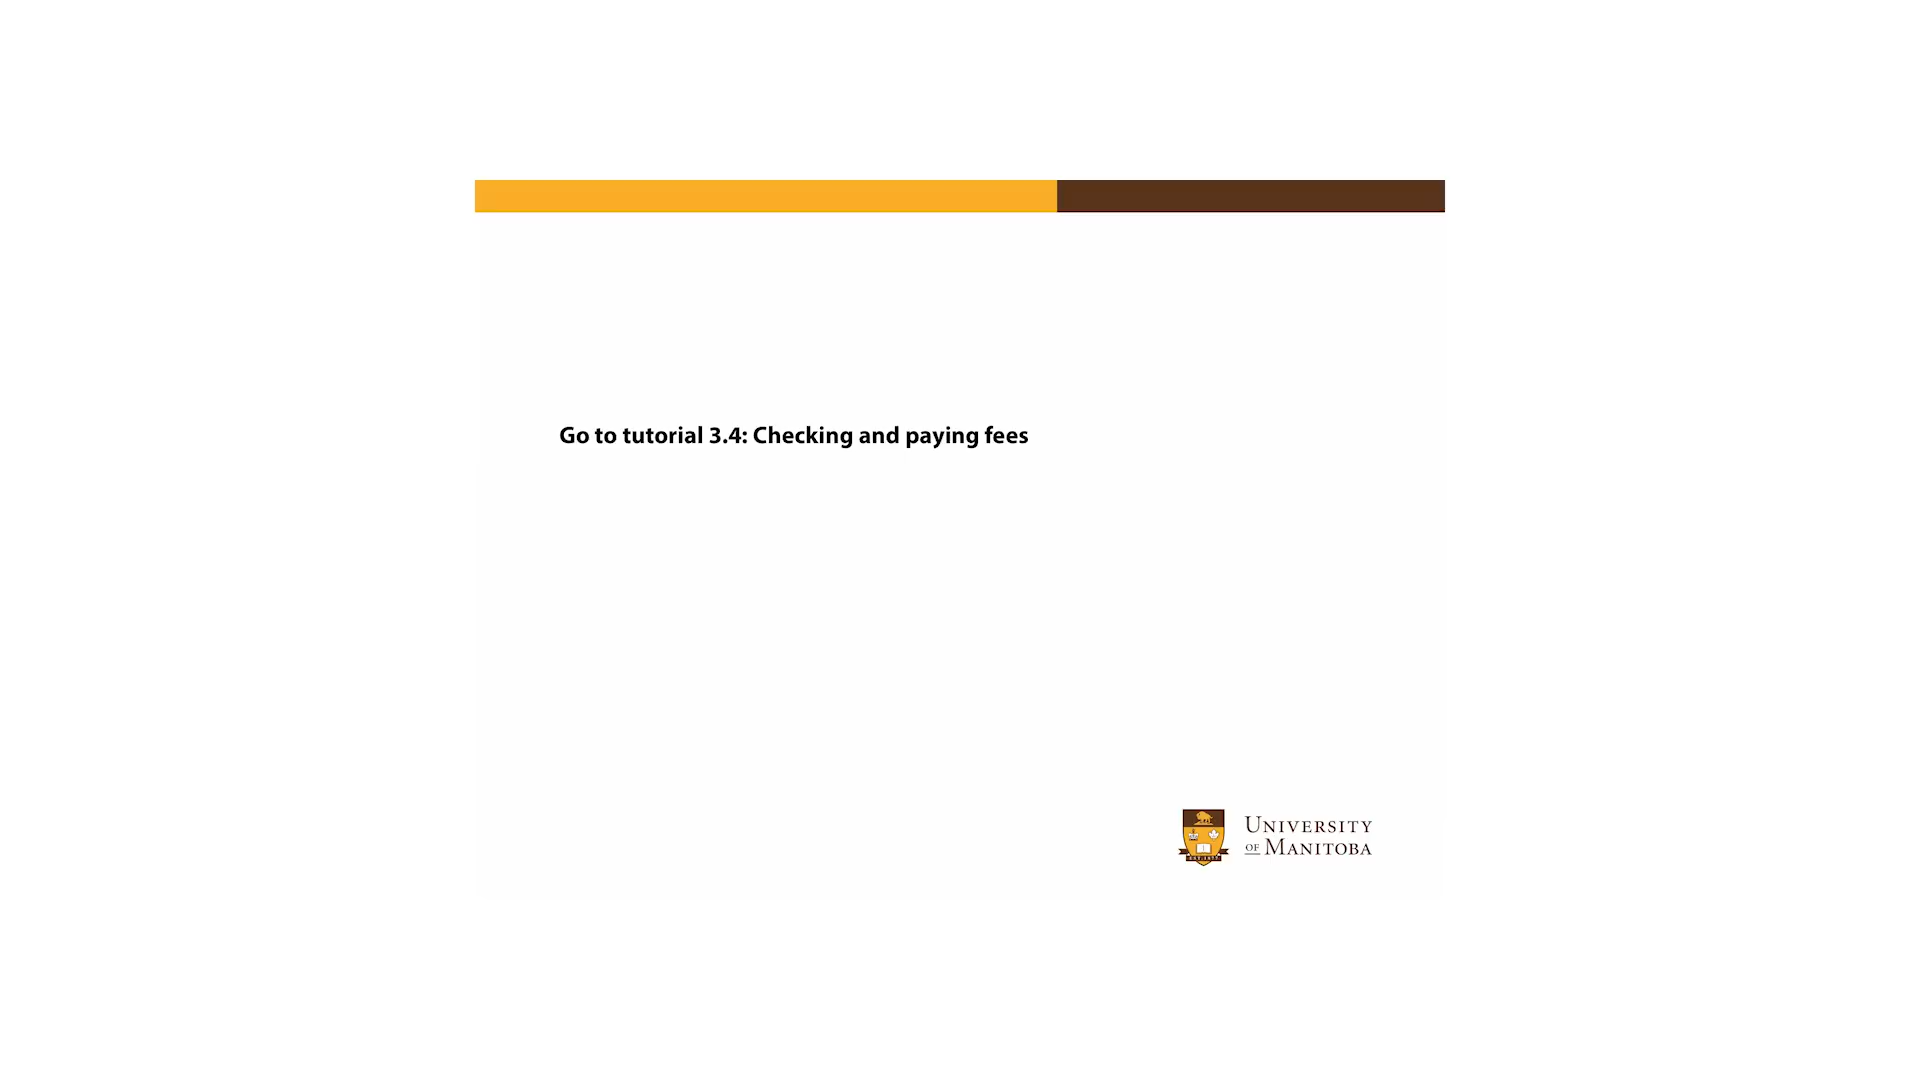 Go to tutorial 3.4: Checking and paying fees
UNIVERSITY
OF MANITOBA